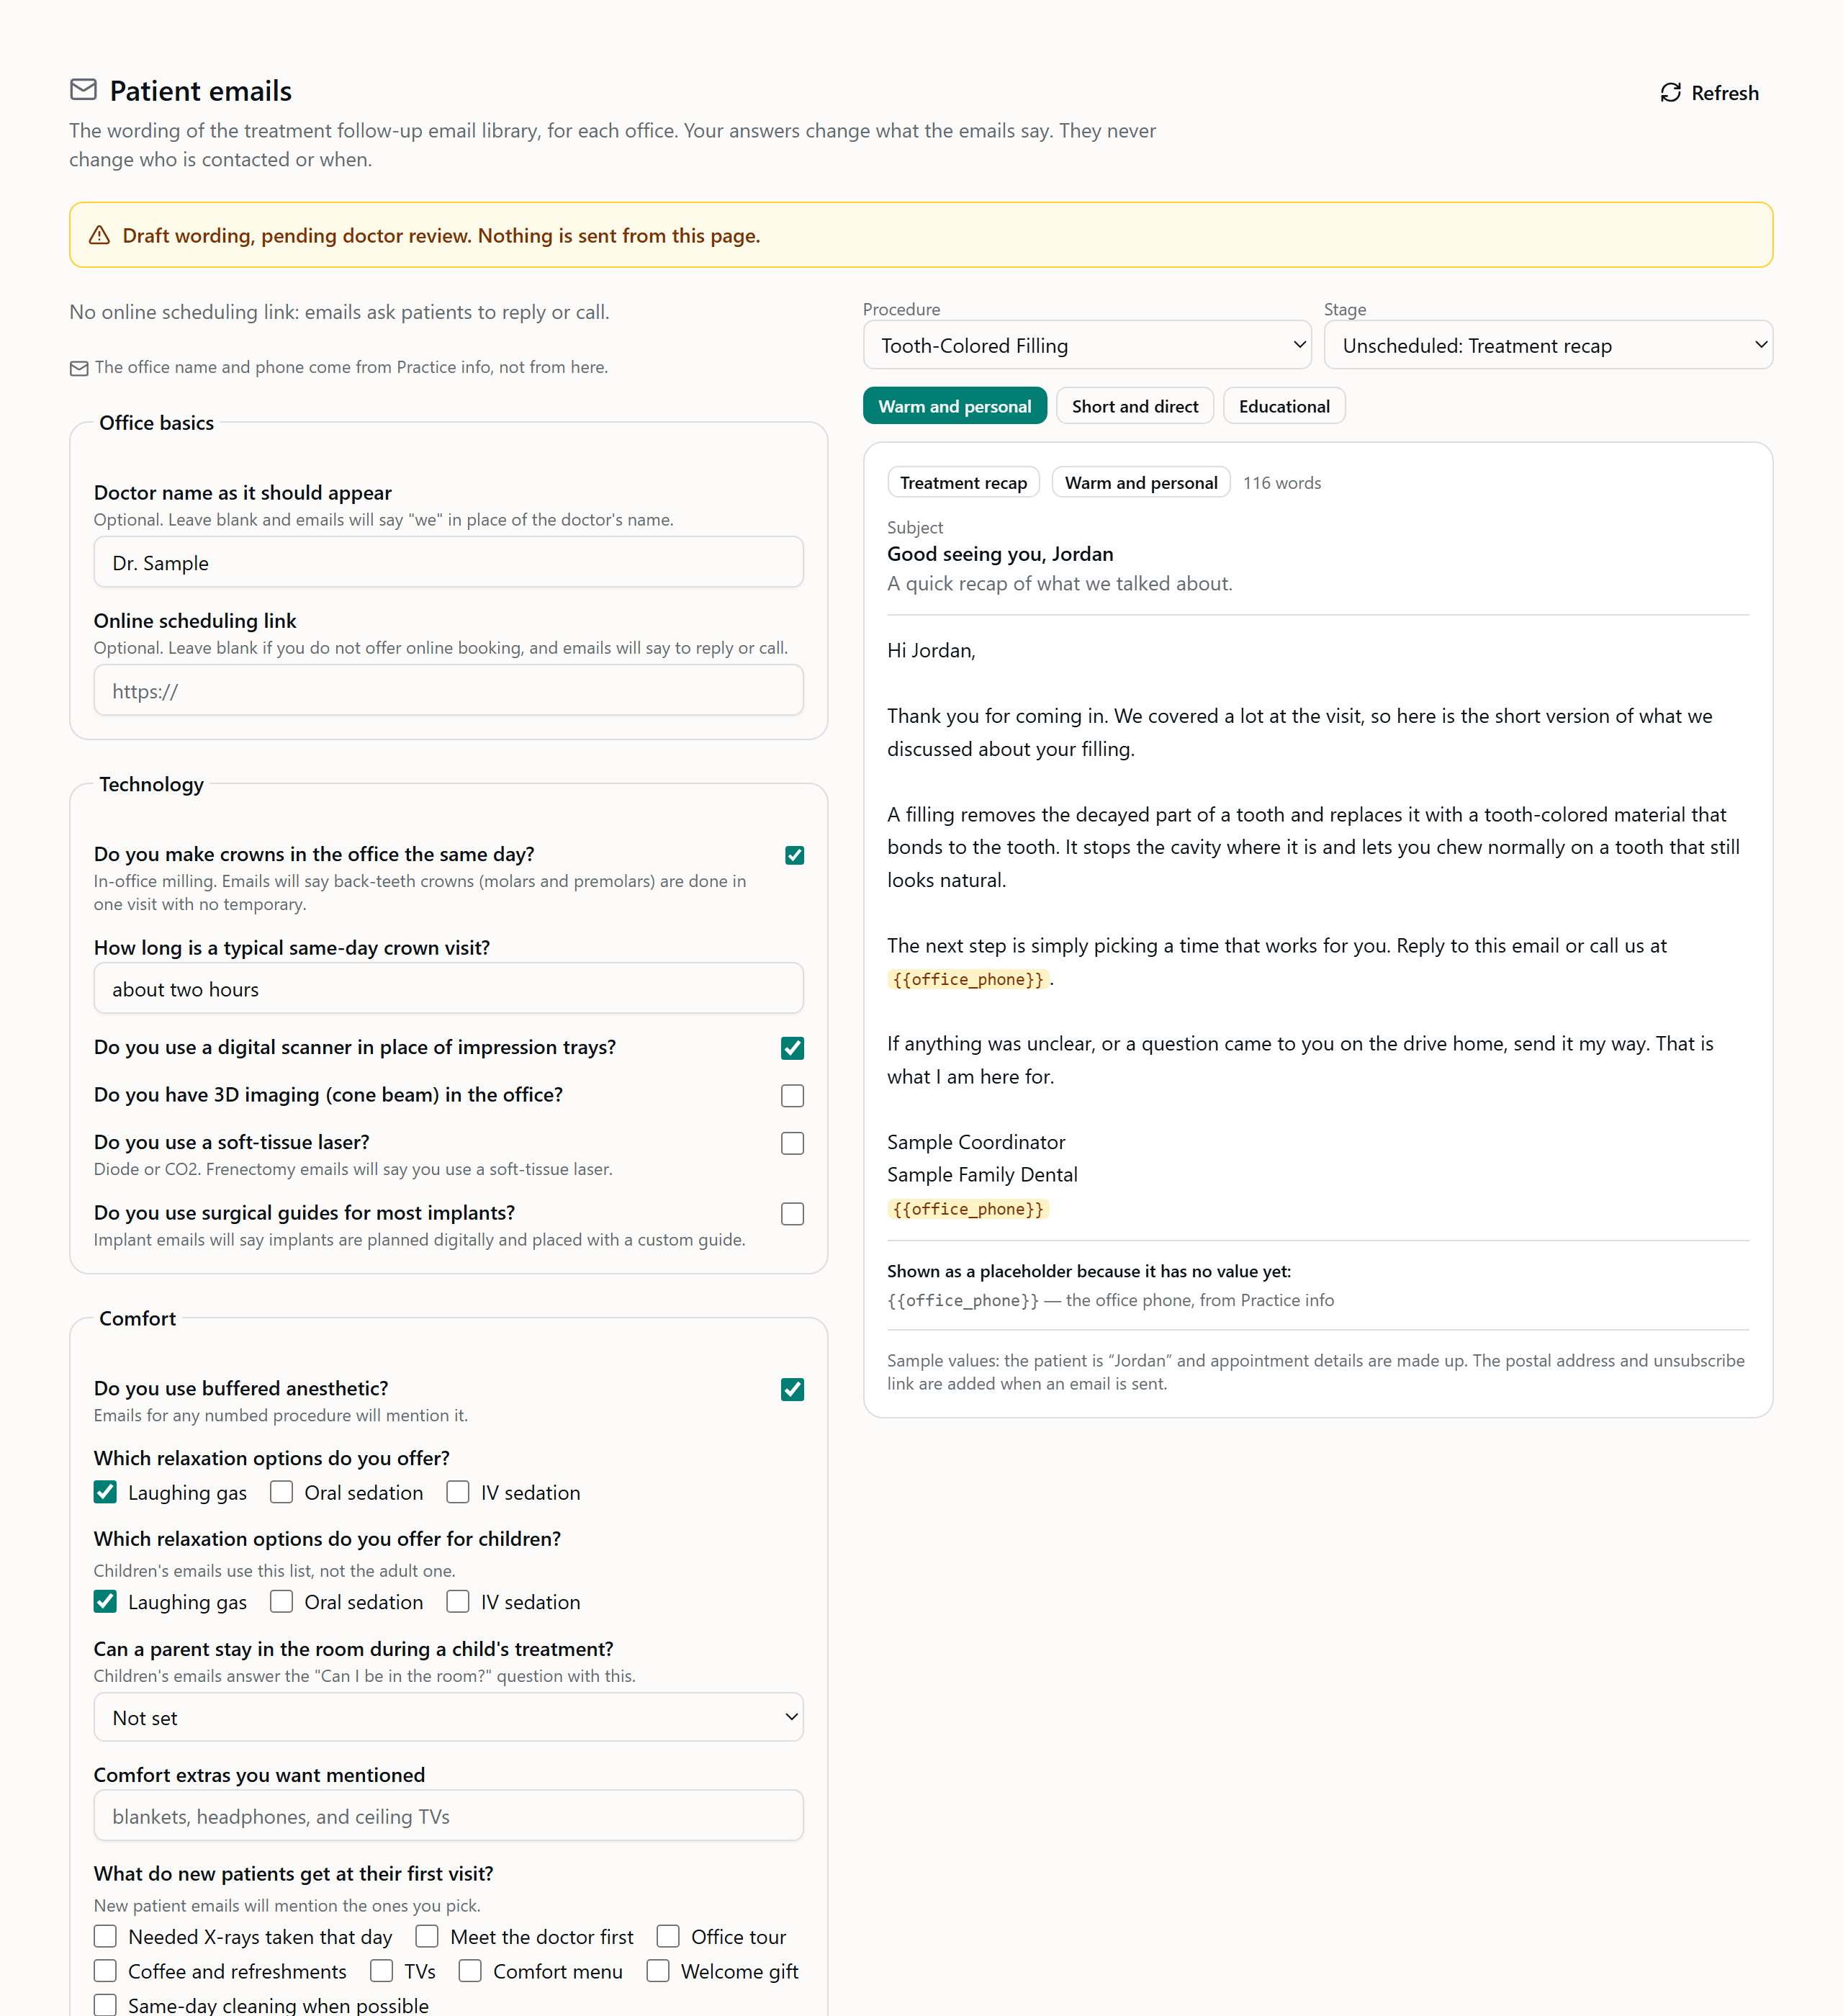 Patient emails
Refresh
The wording of the treatment follow-up email library, for each office. Your answers change what the emails say. They never
change who is contacted or when.
Draft wording, pending doctor review. Nothing is sent from this page.
No online scheduling link: emails ask patients to reply or call.
The office name and phone come from Practice info, not from here.
Office basics
Doctor name as it should appear
Optional. Leave blank and emails will say "we" in place of the doctor's name.
Dr. Sample
Online scheduling link
Optional. Leave blank if you do not offer online booking, and emails will say to reply or call.
https://
Technology
Do you make crowns in the office the same day?
In-office milling. Emails will say back-teeth crowns (molars and premolars) are done in
one visit with no temporary.
How long is a typical same-day crown visit?
about two hours
Do you use a digital scanner in place of impression trays?
Do you have 3D imaging (cone beam) in the office?
Do you use a soft-tissue laser?
Diode or CO2. Frenectomy emails will say you use a soft-tissue laser.
Do you use surgical guides for most implants?
Implant emails will say implants are planned digitally and placed with a custom guide.
Comfort
Do you use buffered anesthetic?
Emails for any numbed procedure will mention it.
Which relaxation options do you offer?
Laughing gas Oral sedation IV sedation
Which relaxation options do you offer for children?
Children's emails use this list, not the adult one.
Laughing gas Oral sedation IV sedation
Can a parent stay in the room during a child's treatment?
Children's emails answer the "Can I be in the room?" question with this.
Not set
Comfort extras you want mentioned
blankets, headphones, and ceiling TVs
What do new patients get at their first visit?
New patient emails will mention the ones you pick.
Needed X-rays taken that day Meet the doctor first Office tour
Coffee and refreshments TVs Comfort menu Welcome gift
Same-day cleaning when possible
Procedure Stage
Tooth-Colored Filling Unscheduled: Treatment recap
Warm and personal Short and direct Educational
Treatment recap Warm and personal 116 words
Subject
Good seeing you, Jordan
A quick recap of what we talked about.
Hi Jordan,
Thank you for coming in. We covered a lot at the visit, so here is the short version of what we
discussed about your filling.
A filling removes the decayed part of a tooth and replaces it with a tooth-colored material that
bonds to the tooth. It stops the cavity where it is and lets you chew normally on a tooth that still
looks natural.
The next step is simply picking a time that works for you. Reply to this email or call us at
{{office_phone}}.
If anything was unclear, or a question came to you on the drive home, send it my way. That is
what I am here for.
Sample Coordinator
Sample Family Dental
{{office_phone}}
Shown as a placeholder because it has no value yet:
{{office_phone}} — the office phone, from Practice info
Sample values: the patient is “Jordan” and appointment details are made up. The postal address and unsubscribe
link are added when an email is sent.